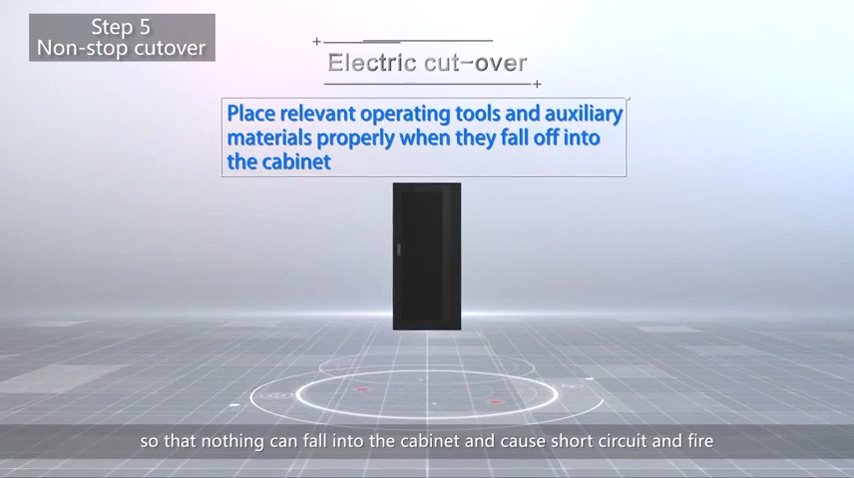 Step 5
Non-stop cutover
Electric cut-over
Place relevant operating tools and auxiliary
materials properly when they fall off into
the cabinet
so that nothing can fall into the cabinet and cause short circuit and fire